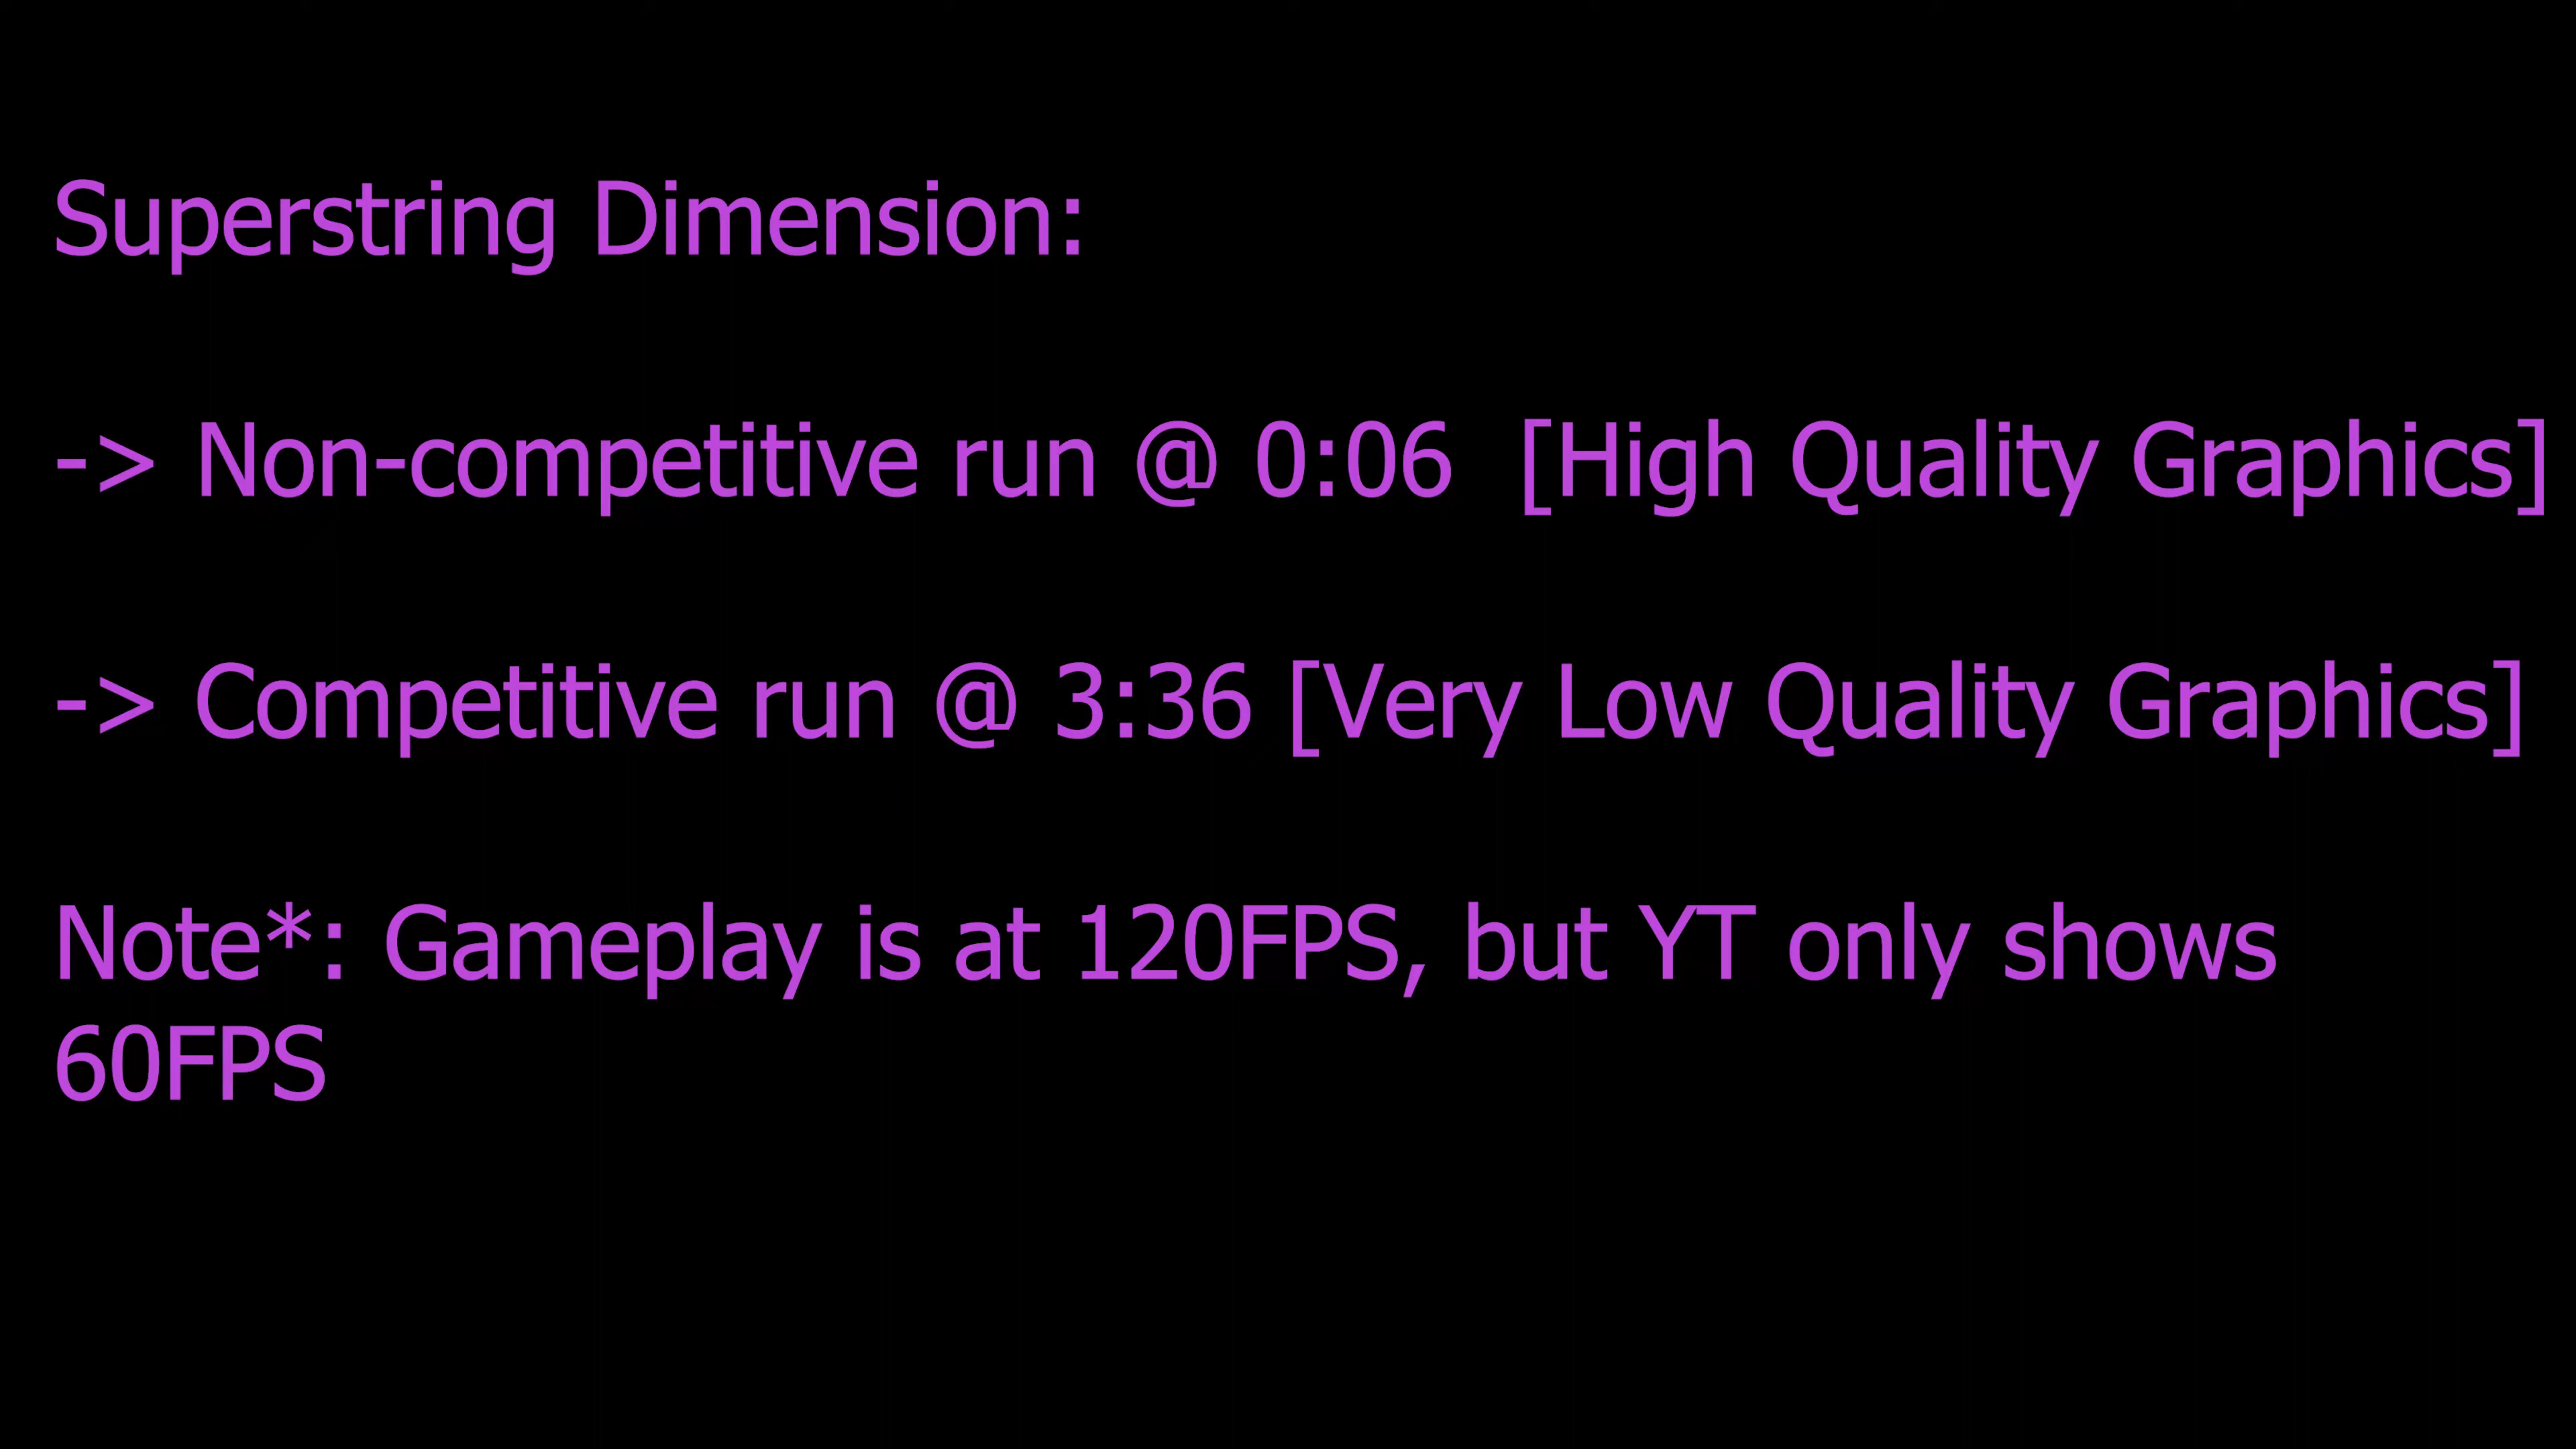 Superstring Dimension:
-> Non-competitive run @ 0:06  [High Quality Graphics]
-> Competitive run @ 3:36 [Very Low Quality Graphics]
Note*: Gameplay is at 120FPS, but YT only shows
60FPS